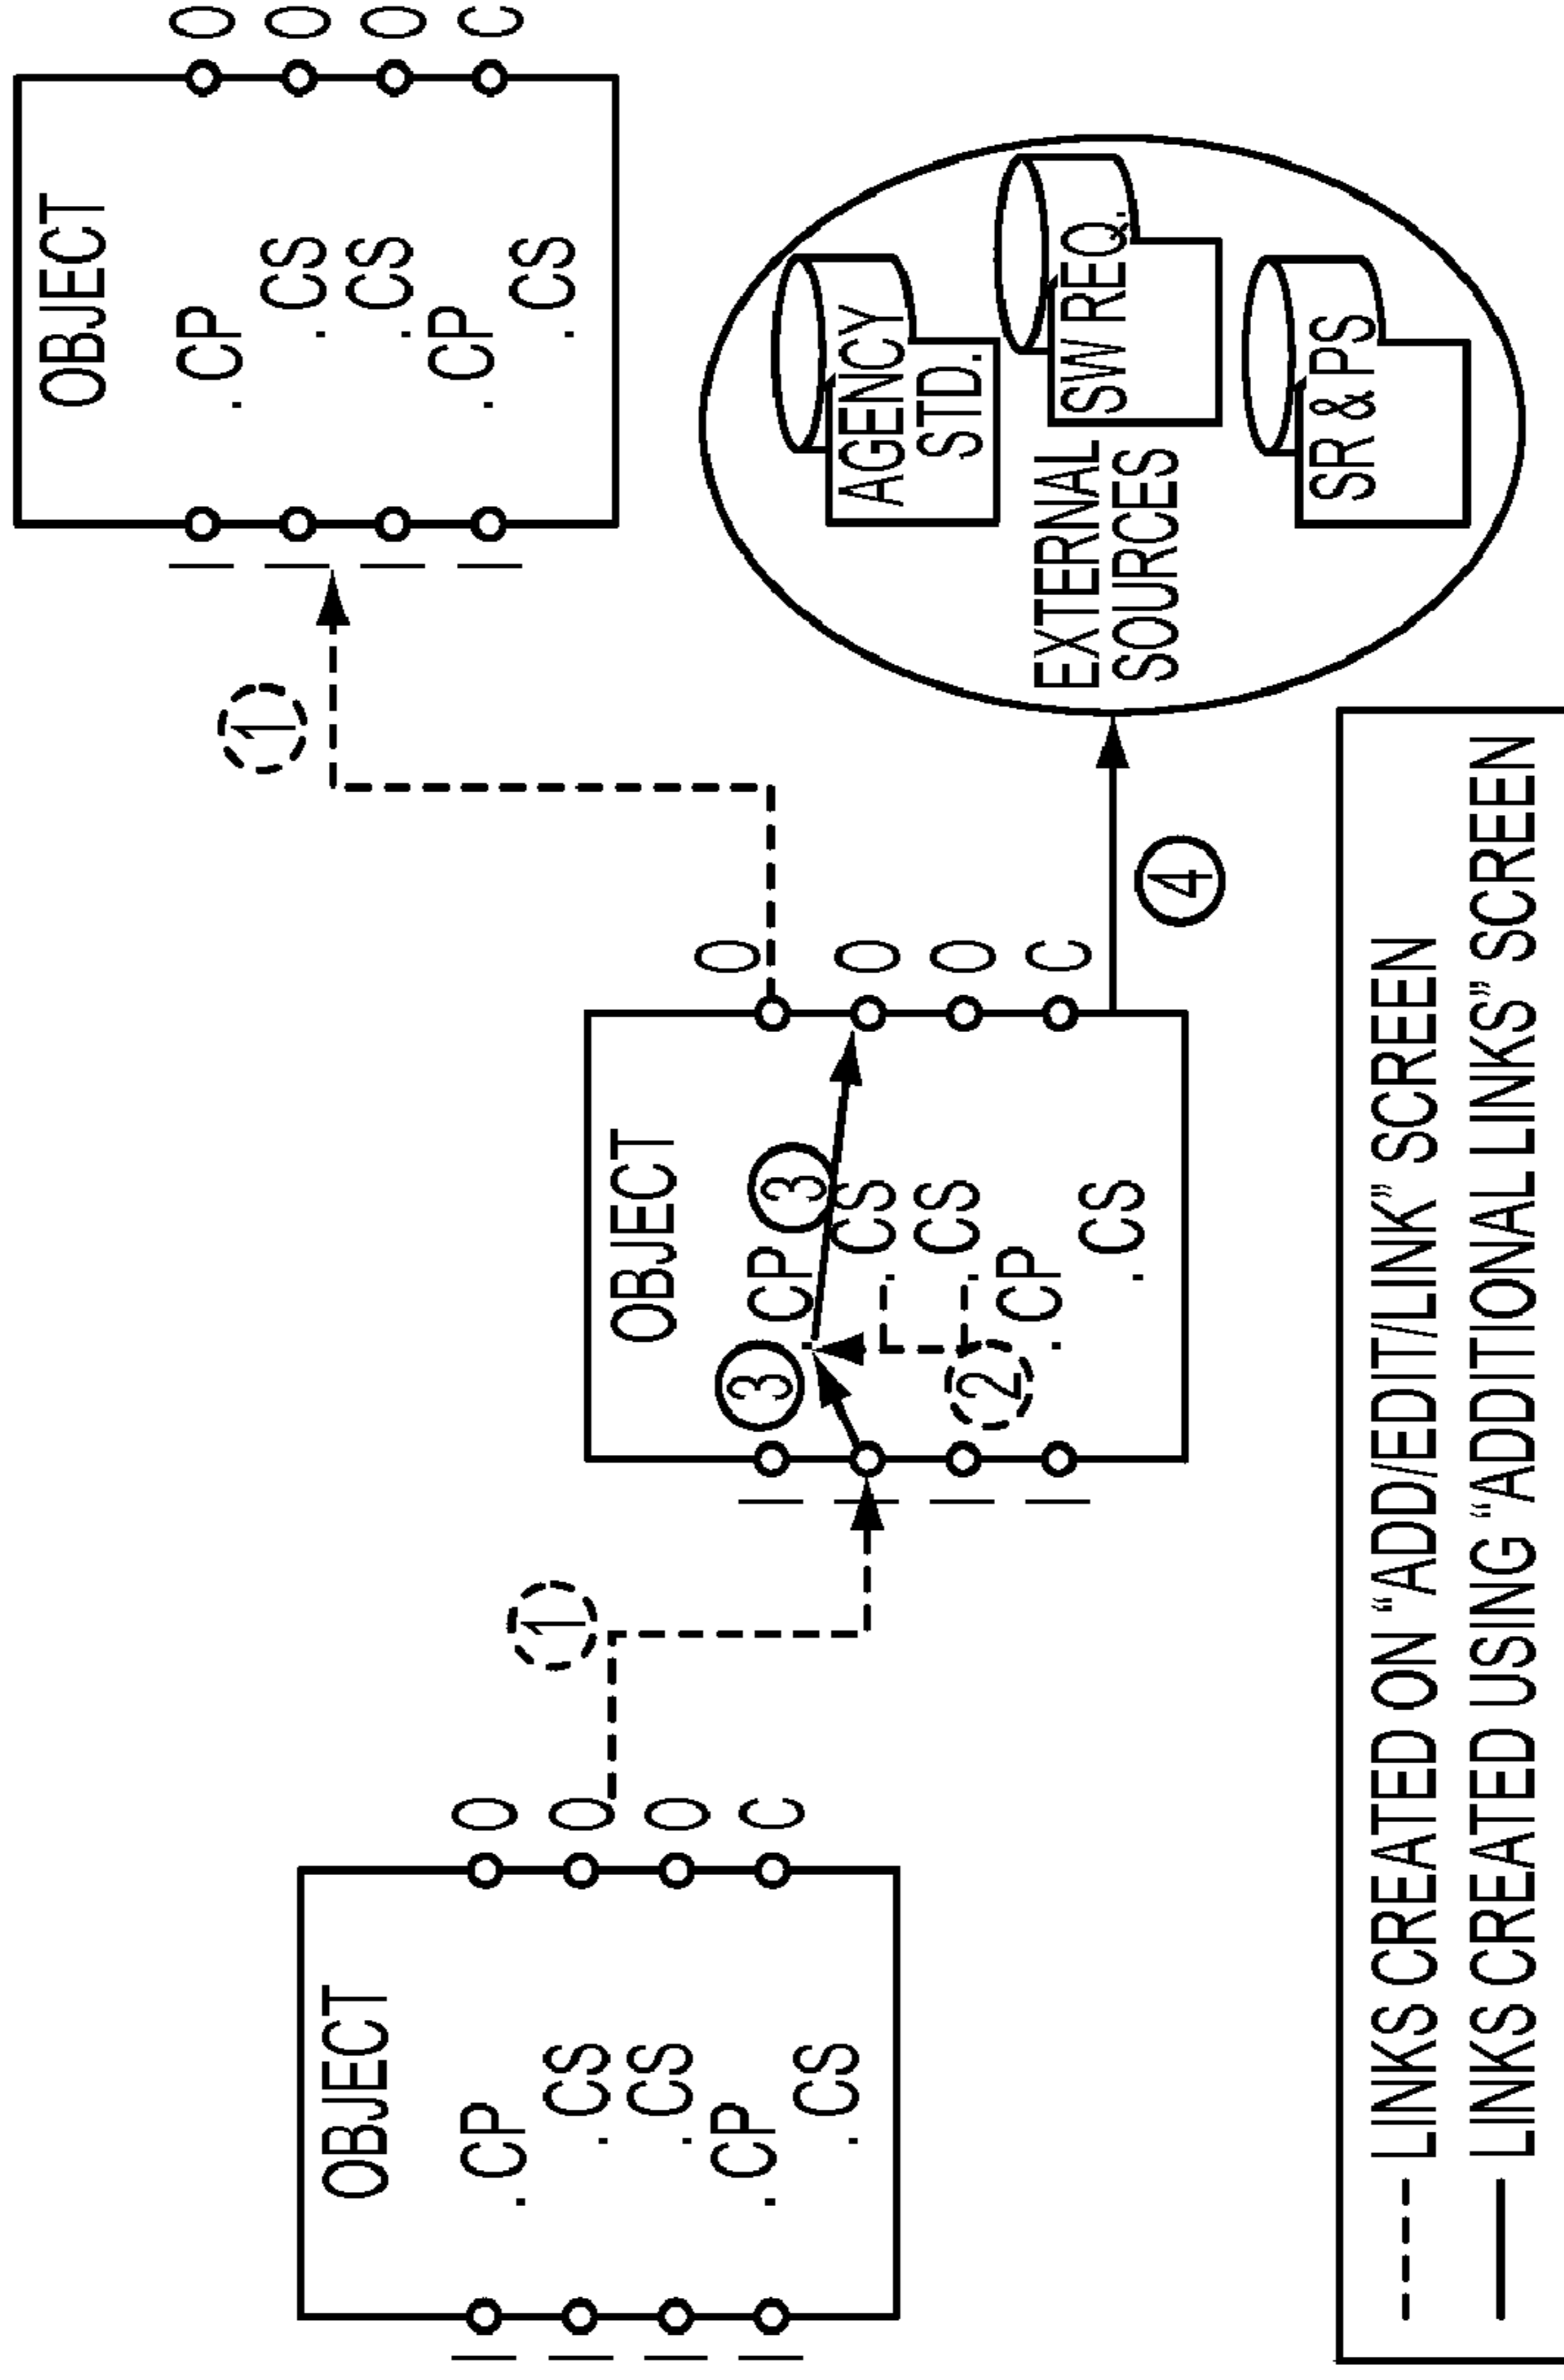 OBJECT
I .CP O
I .CS O
I .CS O
I .CP C
.CS
1
OBJECT
I 3 .CP 3 O
I .CS O
I 2 .CS O
I .CP C
.CS
1
4
OBJECT
I .CP O
I .CS O
I .CS O
I .CP C
.CS
AGENCY
STD.
EXTERNAL
SOURCES
SW REQ.
SR & PS
LINKS CREATED ON “ADD/EDIT/LINK” SCREEN
LINKS CREATED USING “ADDITIONAL LINKS” SCREEN